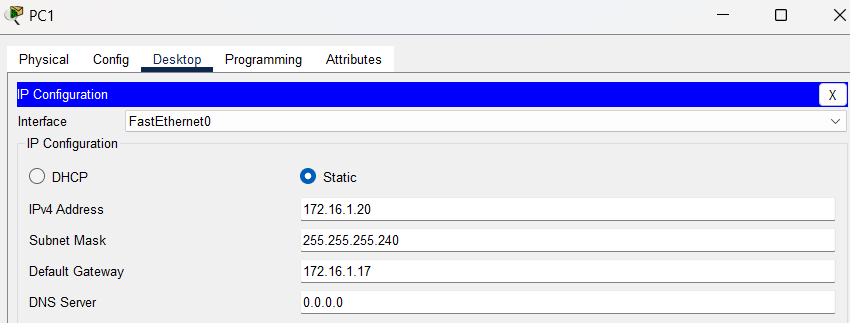 PC1
Physical Config Desktop Programming Attributes
IP Configuration X
Interface FastEthernet0
IP Configuration
DHCP Static
IPv4 Address 172.16.1.20
Subnet Mask 255.255.255.240
Default Gateway 172.16.1.17
DNS Server 0.0.0.0